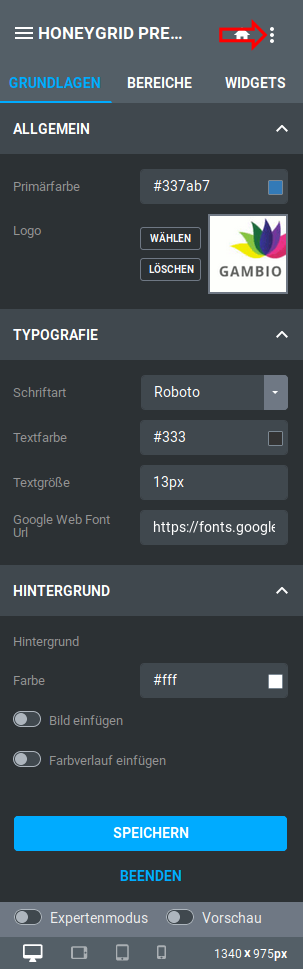 HONEYGRID PRE...
GRUNDLAGEN BEREICHE WIDGETS
ALLGEMEIN
Primärfarbe #337ab7
Logo
WÄHLEN
LÖSCHEN
GAMBIO
TYPOGRAFIE
Schriftart Roboto
Textfarbe #333
Textgröße 13px
Google Web Font
Url
https://fonts.google
HINTERGRUND
Hintergrund
Farbe #fff
Bild einfügen
Farbverlauf einfügen
SPEICHERN
BEENDEN
Expertenmodus Vorschau
1340 x 975px